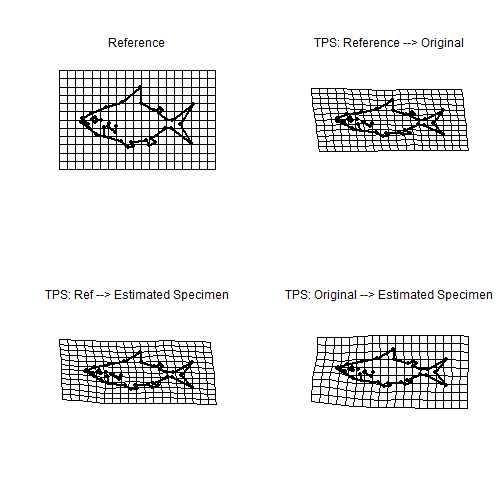 Reference
TPS: Reference --> Original
TPS: Ref --> Estimated Specimen
TPS: Original --> Estimated Specimen